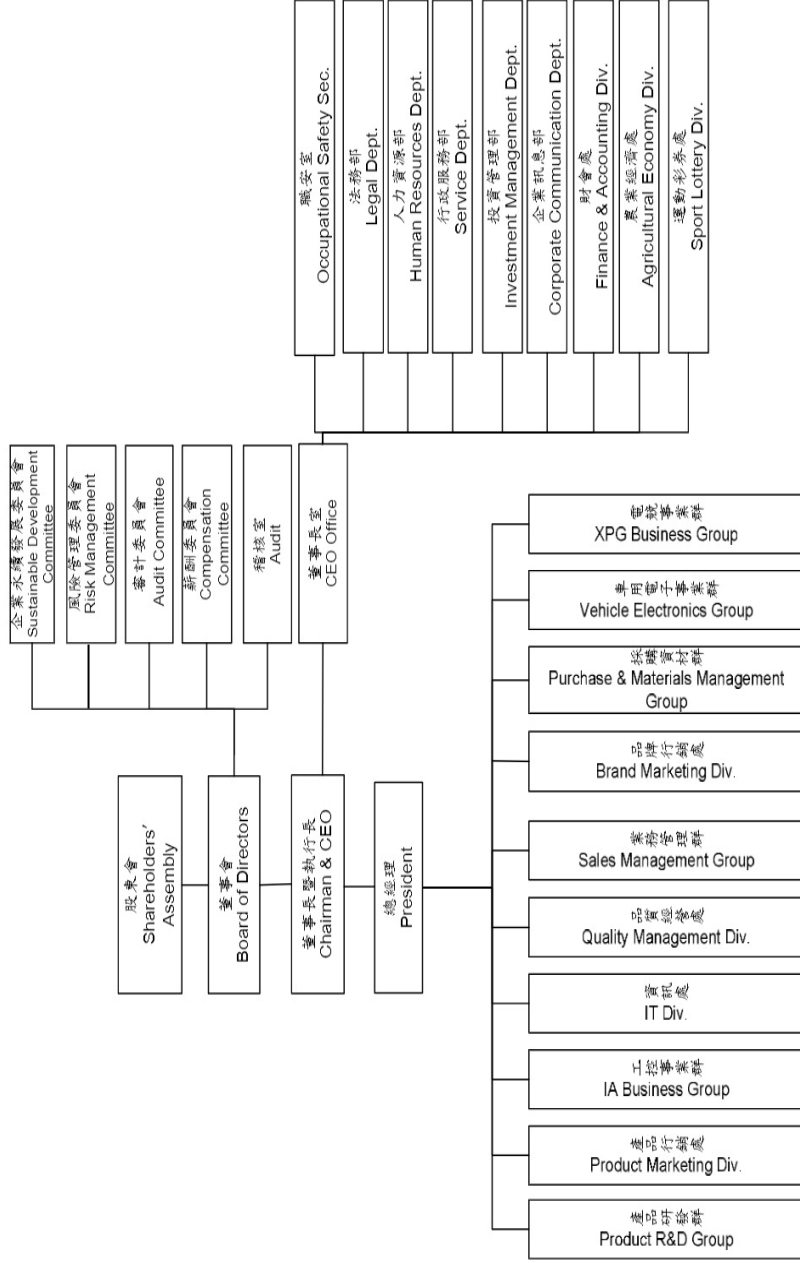 股東會
Shareholders'
Assembly
董事會
Board of Directors
董事長暨執行長
Chairman & CEO
總經理
President
企業永續發展委員會
Sustainable Development
Committee
風險管理委員會
Risk Management
Committee
審計委員會
Audit Committee
薪酬委員會
Compensation
Committee
稽核室
Audit
董事長室
CEO Office
職安室
Occupational Safety Sec.
法務部
Legal Dept.
人力資源部
Human Resources Dept.
行政服務部
Service Dept.
投資管理部
Investment Management Dept.
企業訊息部
Corporate Communication Dept.
財會處
Finance & Accounting Div.
農業經濟處
Agricultural Economy Div.
運動彩券處
Sport Lottery Div.
電競事業群
XPG Business Group
車用電子事業群
Vehicle Electronics Group
採購資材群
Purchase & Materials Management
Group
品牌行銷處
Brand Marketing Div.
業務管理群
Sales Management Group
品質經營處
Quality Management Div.
資訊處
IT Div.
工控事業群
IA Business Group
產品行銷處
Product Marketing Div.
產品研發群
Product R&D Group